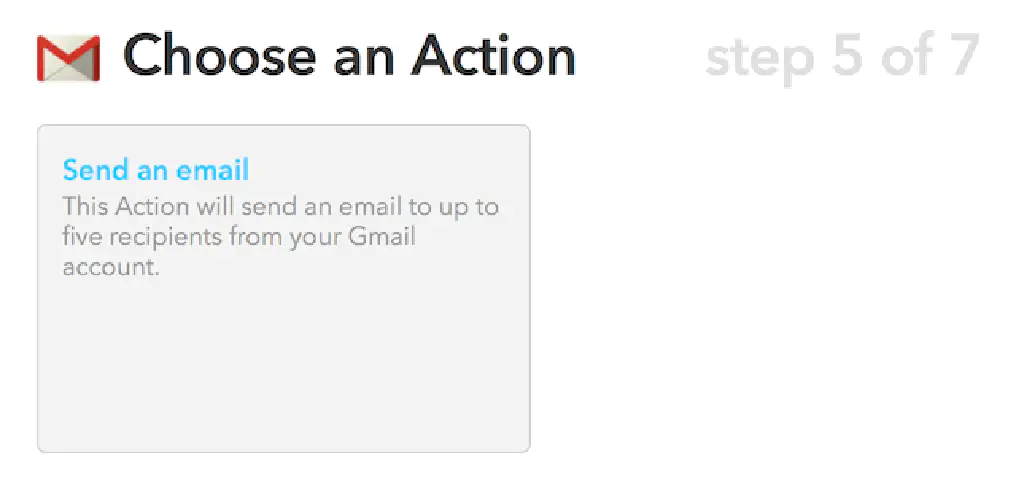 Choose an Action
step 5 of 7
Send an email
This Action will send an email to up to
five recipients from your Gmail
account.